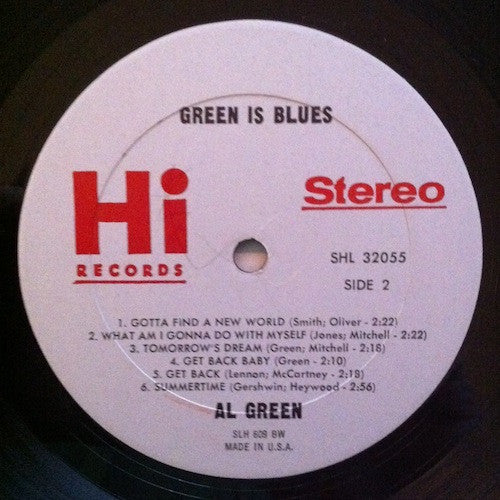 GREEN IS BLUES
Hi
RECORDS
Stereo
SHL 32055
SIDE 2
1. GOTTA FIND A NEW WORLD (Smith; Oliver - 2:22)
2. WHAT AM I GONNA DO WITH MYSELF (Jones; Mitchell - 2:22)
3. TOMORROW'S DREAM (Green; Mitchell - 2:18)
4. GET BACK BABY (Green - 2:10)
5. GET BACK (Lennon; McCartney - 2:18)
6. SUMMERTIME (Gershwin; Heywood - 2:56)
AL GREEN
SLH 608 BW
MADE IN U.S.A.